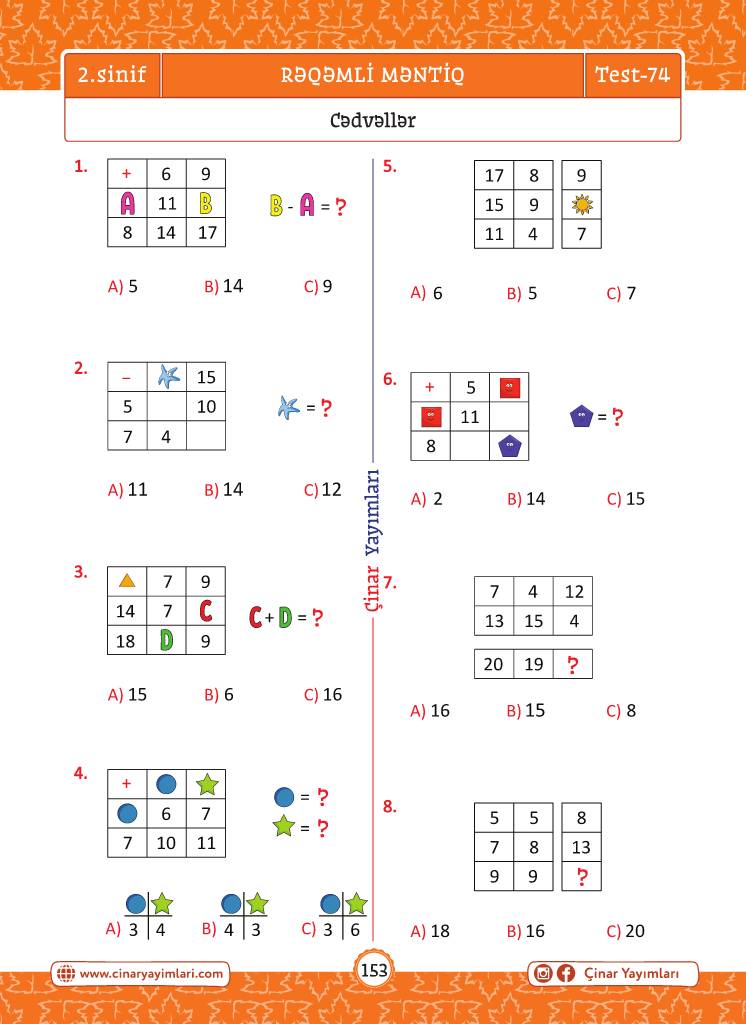 2.sinif RƏQƏMLİ MƏNTİQ Test-74
Cədvəllər
1.
+ 6 9
A 11 B
8 14 17
B - A = ?
A) 5 B) 14 C) 9
2.
– 15
5 10
7 4
= ?
A) 11 B) 14 C) 12
3.
7 9
14 7 C
18 D 9
C + D = ?
A) 15 B) 6 C) 16
4.
+
6 7
7 10 11
= ?
= ?
A) 3 4 B) 4 3 C) 3 6
Çinar Yayımları
5.
17 8 9
15 9
11 4 7
A) 6 B) 5 C) 7
6.
+ 5
11
8
= ?
A) 2 B) 14 C) 15
7.
7 4 12
13 15 4
20 19 ?
A) 16 B) 15 C) 8
8.
5 5 8
7 8 13
9 9 ?
A) 18 B) 16 C) 20
www.cinaryayimlari.com 153 Çinar Yayımları